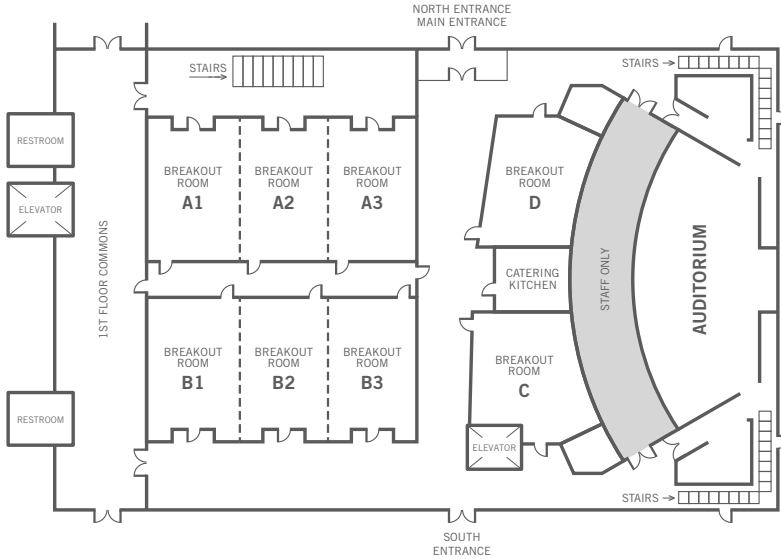 NORTH ENTRANCE
MAIN ENTRANCE
STAIRS
STAIRS
RESTROOM
ELEVATOR
1ST FLOOR COMMONS
BREAKOUT
ROOM
A1
BREAKOUT
ROOM
A2
BREAKOUT
ROOM
A3
BREAKOUT
ROOM
D
CATERING
KITCHEN
STAFF ONLY
AUDITORIUM
BREAKOUT
ROOM
B1
BREAKOUT
ROOM
B2
BREAKOUT
ROOM
B3
BREAKOUT
ROOM
C
RESTROOM
ELEVATOR
STAIRS
SOUTH
ENTRANCE